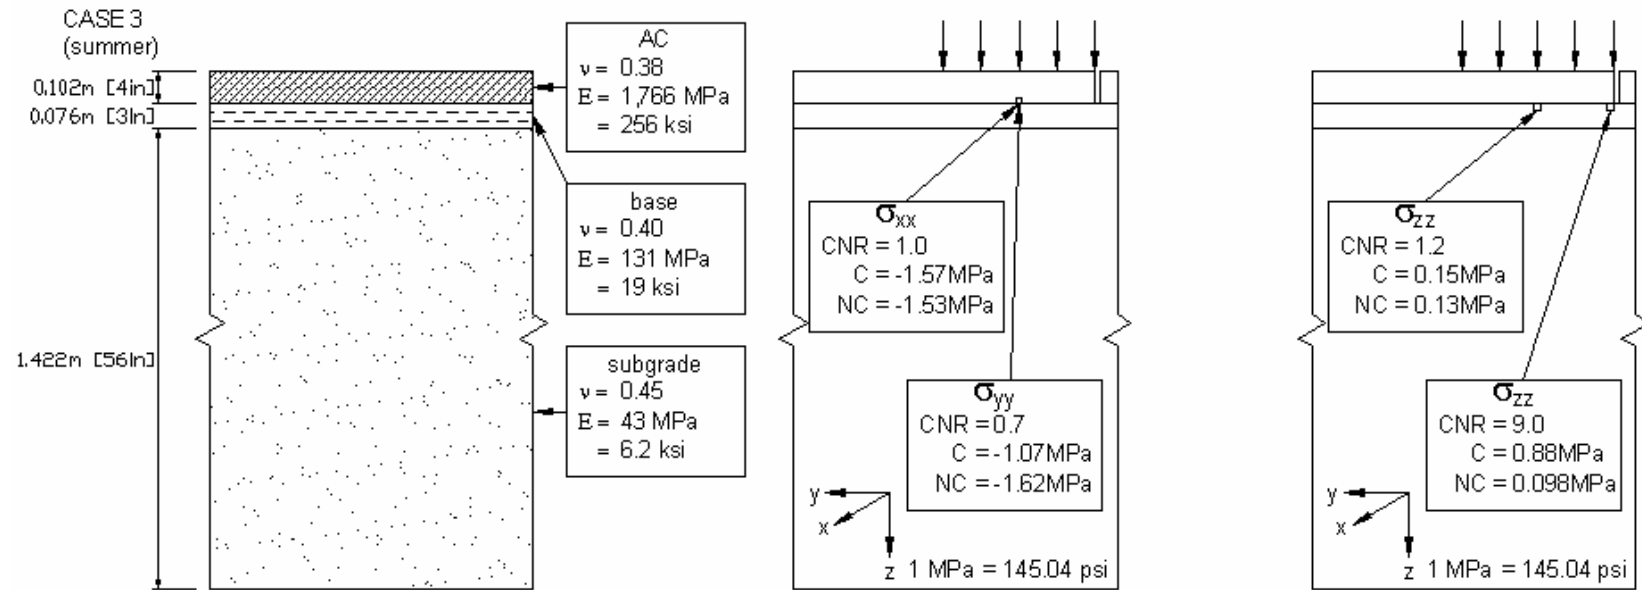 CASE 3
(summer)
0.102m [4in]
0.076m [3In]
1.422m [56In]
AC
ν = 0.38
E = 1,766 MPa
= 256 ksi
base
ν = 0.40
E = 131 MPa
= 19 ksi
subgrade
ν = 0.45
E = 43 MPa
= 6.2 ksi
σxx
CNR = 1.0
C = -1.57MPa
NC = -1.53MPa
σyy
CNR = 0.7
C = -1.07MPa
NC = -1.62MPa
y
x
z
1 MPa = 145.04 psi
σzz
CNR = 1.2
C = 0.15MPa
NC = 0.13MPa
σzz
CNR = 9.0
C = 0.88MPa
NC = 0.098MPa
y
x
z
1 MPa = 145.04 psi